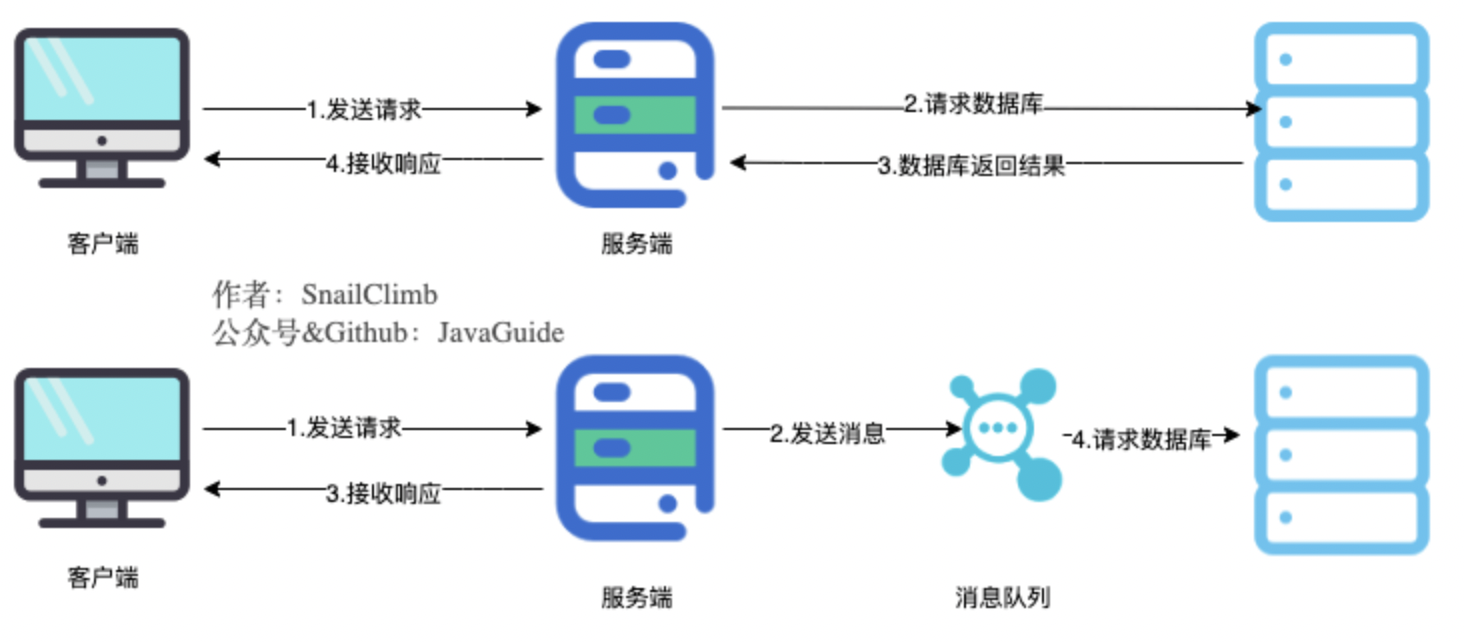 1.发送请求
2.请求数据库
4.接收响应
3.数据库返回结果
客户端
服务端
作者：SnailClimb
公众号&Github：JavaGuide
1.发送请求
2.发送消息
4.请求数据库
3.接收响应
客户端
服务端
消息队列